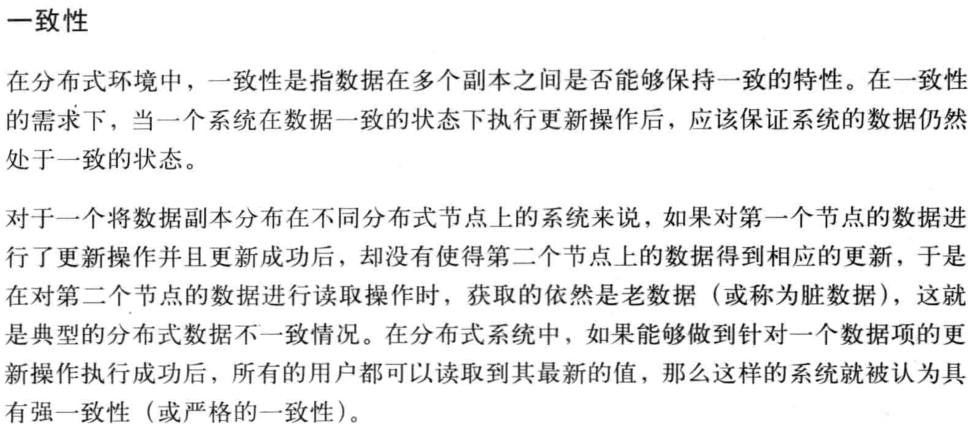 一致性
在分布式环境中，一致性是指数据在多个副本之间是否能够保持一致的特性。在一致性
的需求下，当一个系统在数据一致的状态下执行更新操作后，应该保证系统的数据仍然
处于一致的状态。
对于一个将数据副本分布在不同分布式节点上的系统来说，如果对第一个节点的数据进
行了更新操作并且更新成功后，却没有使得第二个节点上的数据得到相应的更新，于是
在对第二个节点的数据进行读取操作时，获取的依然是老数据（或称为脏数据），这就
是典型的分布式数据不一致情况。在分布式系统中，如果能够做到针对一个数据项的更
新操作执行成功后，所有的用户都可以读取到其最新的值，那么这样的系统就被认为具
有强一致性（或严格的一致性）。